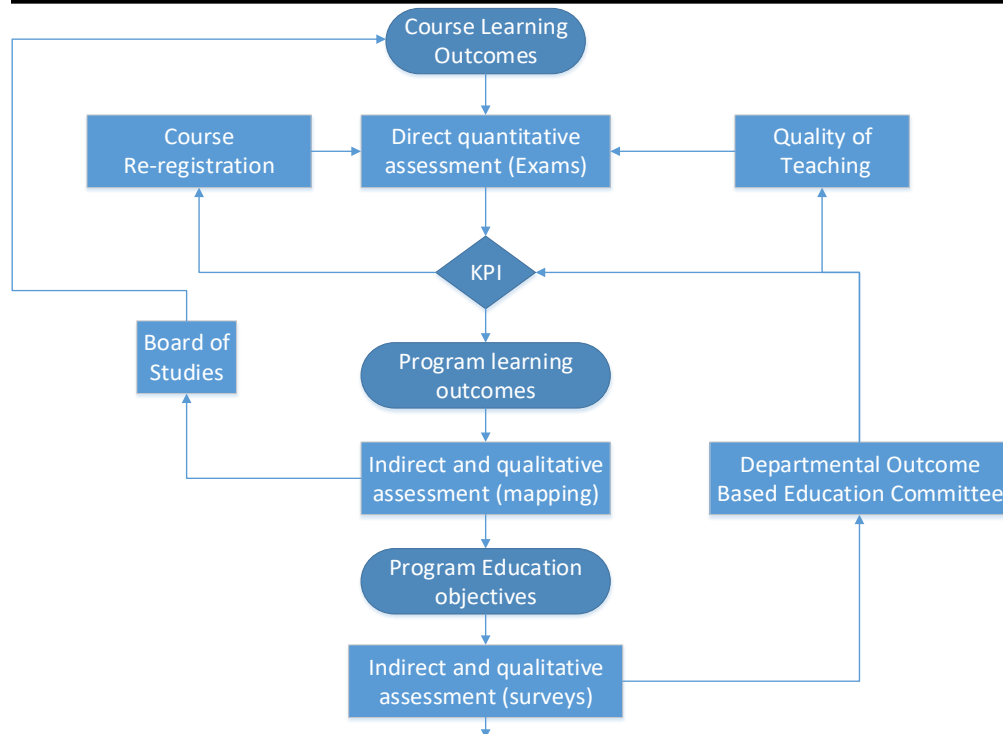 Course Learning
Outcomes
Course
Re-registration
Direct quantitative
assessment (Exams)
Quality of
Teaching
KPI
Board of
Studies
Program learning
outcomes
Indirect and qualitative
assessment (mapping)
Departmental Outcome
Based Education Committee
Program Education
objectives
Indirect and qualitative
assessment (surveys)